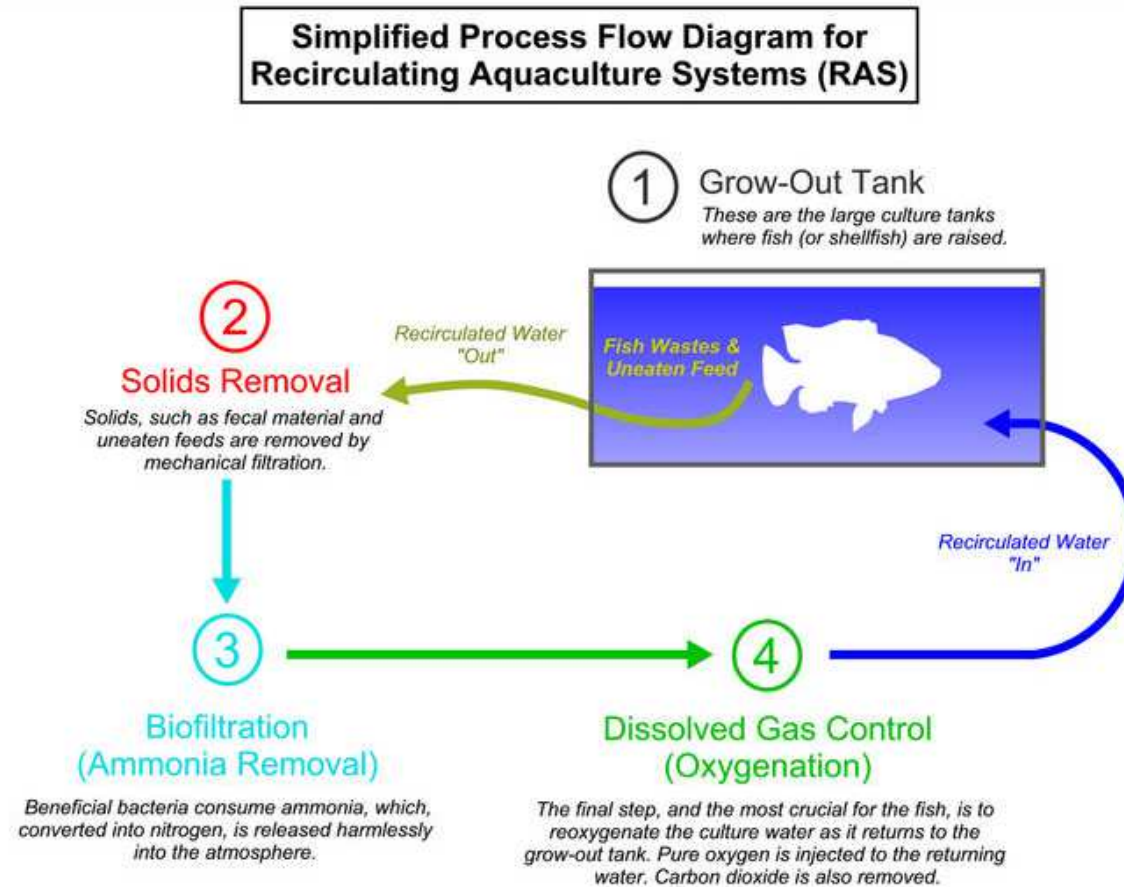 Simplified Process Flow Diagram for
Recirculating Aquaculture Systems (RAS)
1
Grow-Out Tank
These are the large culture tanks
where fish (or shellfish) are raised.
2
Solids Removal
Solids, such as fecal material and
uneaten feeds are removed by
mechanical filtration.
Recirculated Water
"Out"
Fish Wastes &
Uneaten Feed
Recirculated Water
"In"
3
Biofiltration
(Ammonia Removal)
Beneficial bacteria consume ammonia, which,
converted into nitrogen, is released harmlessly
into the atmosphere.
4
Dissolved Gas Control
(Oxygenation)
The final step, and the most crucial for the fish, is to
reoxygenate the culture water as it returns to the
grow-out tank. Pure oxygen is injected to the returning
water. Carbon dioxide is also removed.